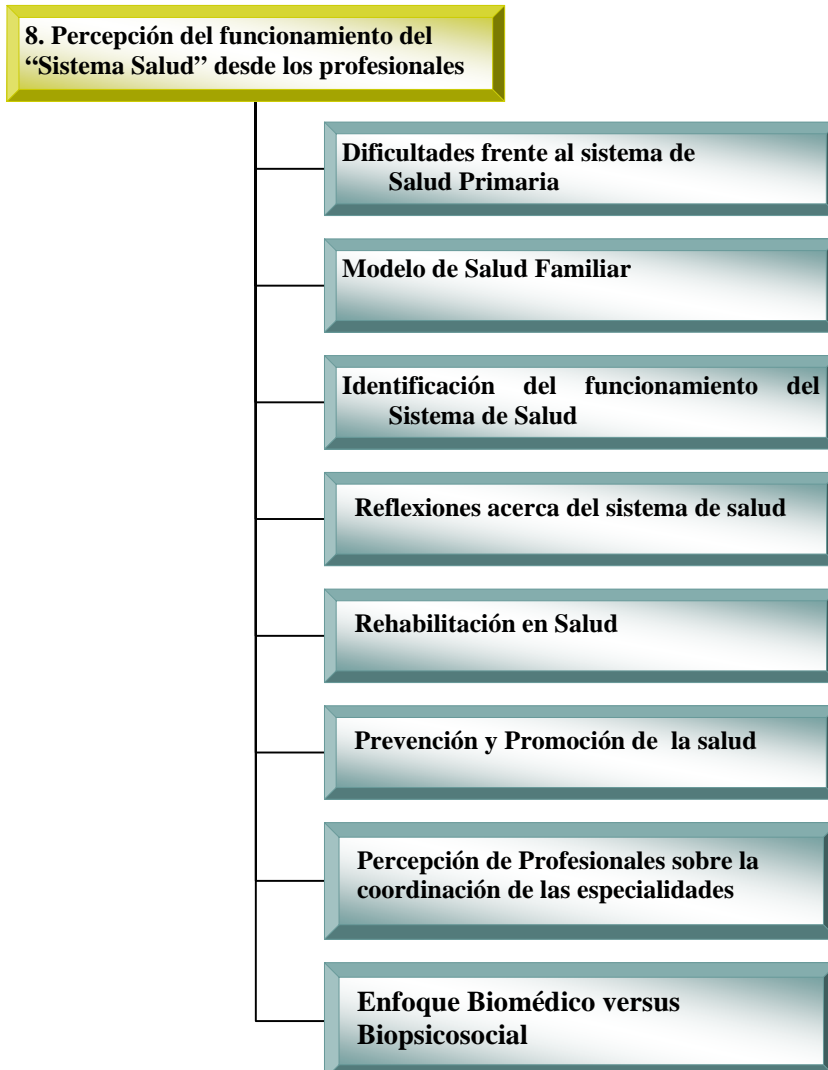 8. Percepción del funcionamiento del
“Sistema Salud” desde los profesionales
Dificultades frente al sistema de
Salud Primaria
Modelo de Salud Familiar
Identificación del funcionamiento del
Sistema de Salud
Reflexiones acerca del sistema de salud
Rehabilitación en Salud
Prevención y Promoción de la salud
Percepción de Profesionales sobre la
coordinación de las especialidades
Enfoque Biomédico versus
Biopsicosocial